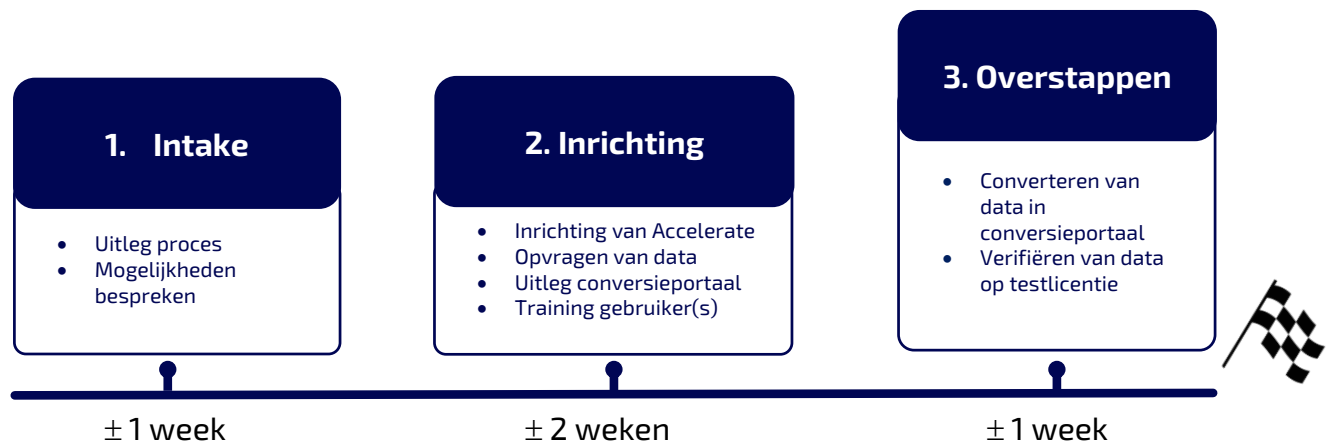 1. Intake
• Uitleg proces
• Mogelijkheden
bespreken
± 1 week
2. Inrichting
• Inrichting van Accelerate
• Opvragen van data
• Uitleg conversieportaal
• Training gebruiker(s)
± 2 weken
3. Overstappen
• Converteren van
data in
conversieportaal
• Verifiëren van data
op testlicentie
± 1 week